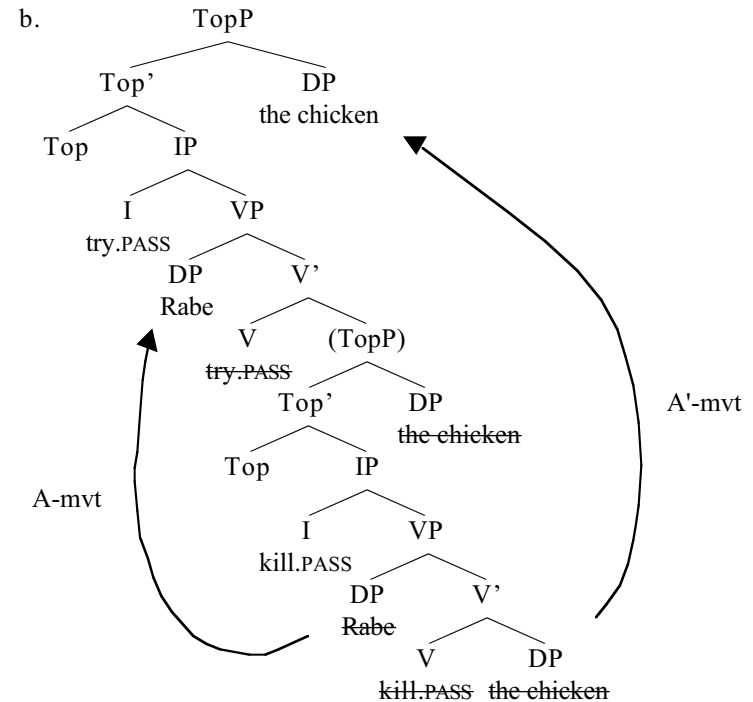 b. TopP
Top’ DP
the chicken
Top IP
I VP
try.PASS
DP V’
Rabe
V (TopP)
try.PASS
Top’ DP
the chicken
A'-mvt
Top IP
A-mvt
I VP
kill.PASS
DP V’
Rabe
V DP
kill.PASS the chicken